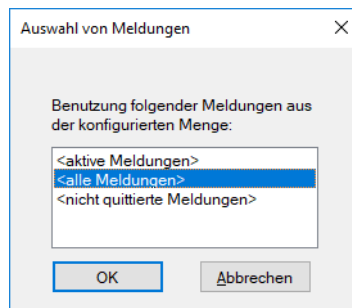 Auswahl von Meldungen
Benutzung folgender Meldungen aus
der konfigurierten Menge:
<aktive Meldungen>
<alle Meldungen>
<nicht quittierte Meldungen>
OK
Abbrechen